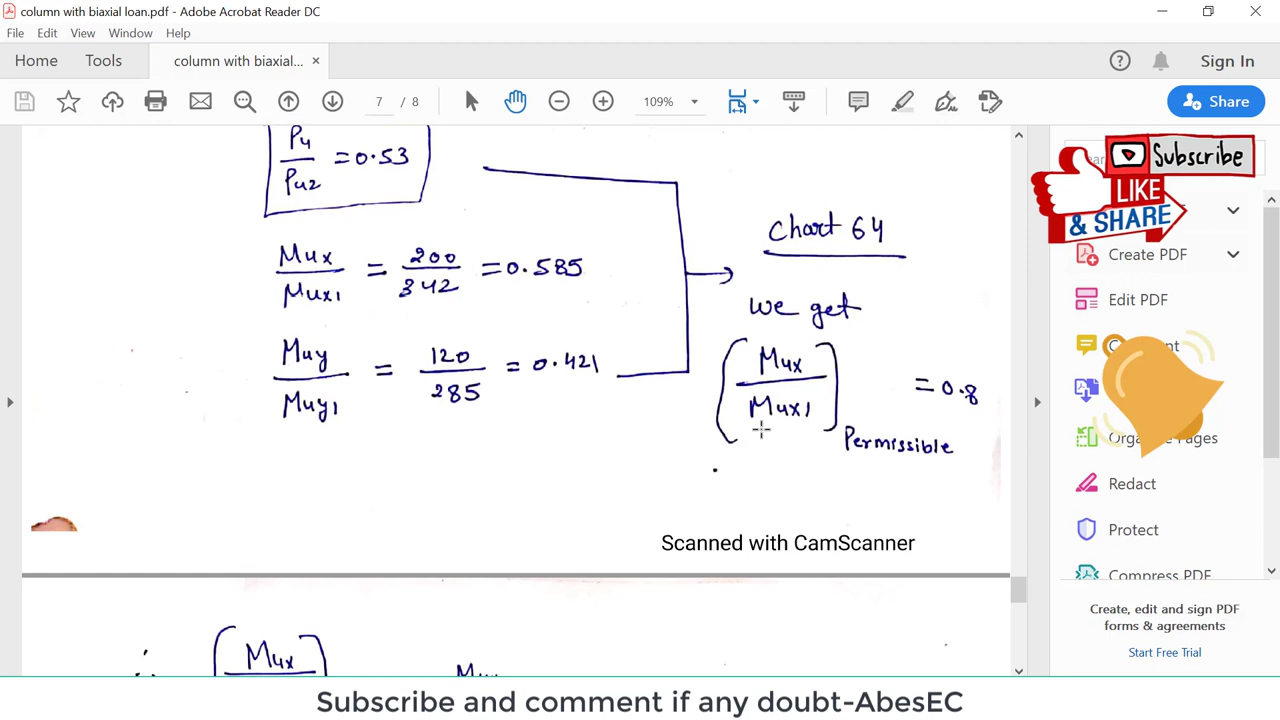 column with biaxial loan.pdf - Adobe Acrobat Reader DC
File Edit View Window Help
Home Tools column with biaxial... × Sign In
7 / 8 109% Share
Subscribe
LIKE
& SHARE
Pu
Pu2 = 0.53
Chart 64
Mux
Mux1 = 200
342 = 0.585
we get
Muy
Muy1 = 120
285 = 0.421
Mux
Mux1 = 0.8
Permissible
Scanned with CamScanner
Mux
Create PDF
Edit PDF
Redact
Protect
Compress PDF
Create, edit and sign PDF
forms & agreements
Start Free Trial
Subscribe and comment if any doubt-AbesEC